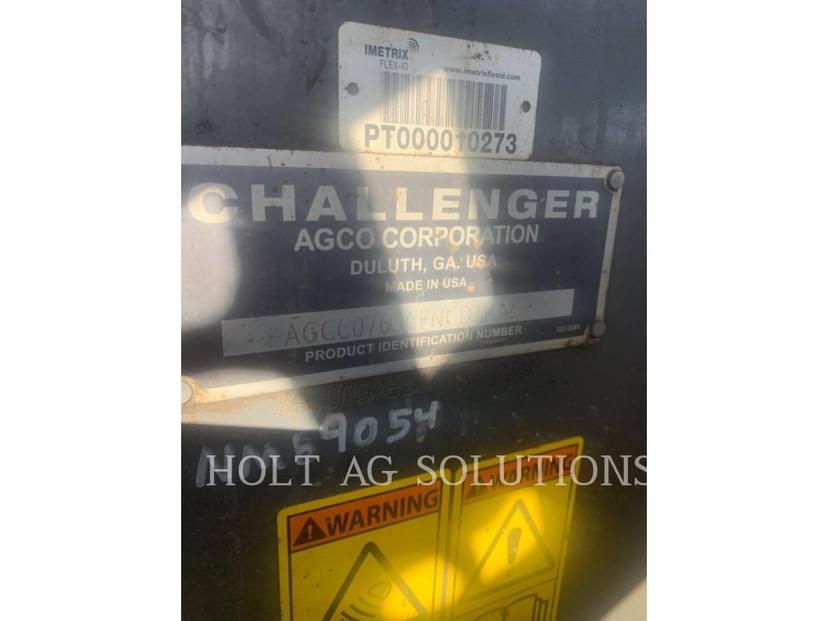 IMETRIX
FLEX-ID
www.imetrixflexid.com
PT000010273
CHALLENGER
AGCO CORPORATION
DULUTH, GA. USA
MADE IN USA
PRODUCT IDENTIFICATION NUMBER
HOLT AG SOLUTIONS
WARNING
WARNING